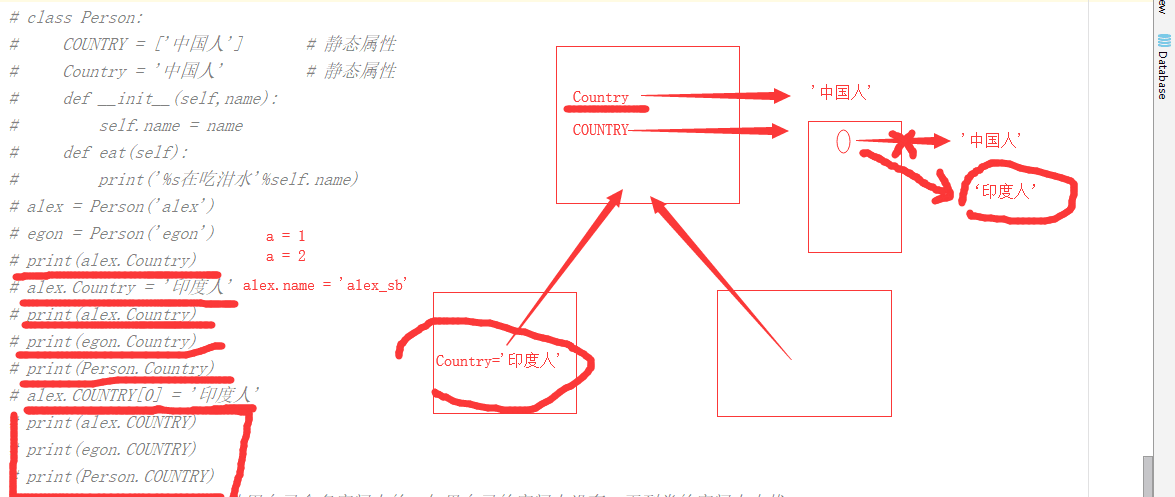 # class Person:
#     COUNTRY = ['中国人']       # 静态属性
#     Country = '中国人'         # 静态属性
#     def __init__(self,name):
#         self.name = name
#     def eat(self):
#         print('%s在吃泔水'%self.name)
# alex = Person('alex')
# egon = Person('egon')
# print(alex.Country)
# alex.Country = '印度人'
# print(alex.Country)
# print(egon.Country)
# print(Person.Country)
# alex.COUNTRY[0] = '印度人'
print(alex.COUNTRY)
print(egon.COUNTRY)
print(Person.COUNTRY)
a = 1
a = 2
alex.name = 'alex_sb'
Country
'中国人'
COUNTRY
0
'中国人'
'印度人'
Country='印度人'
Database